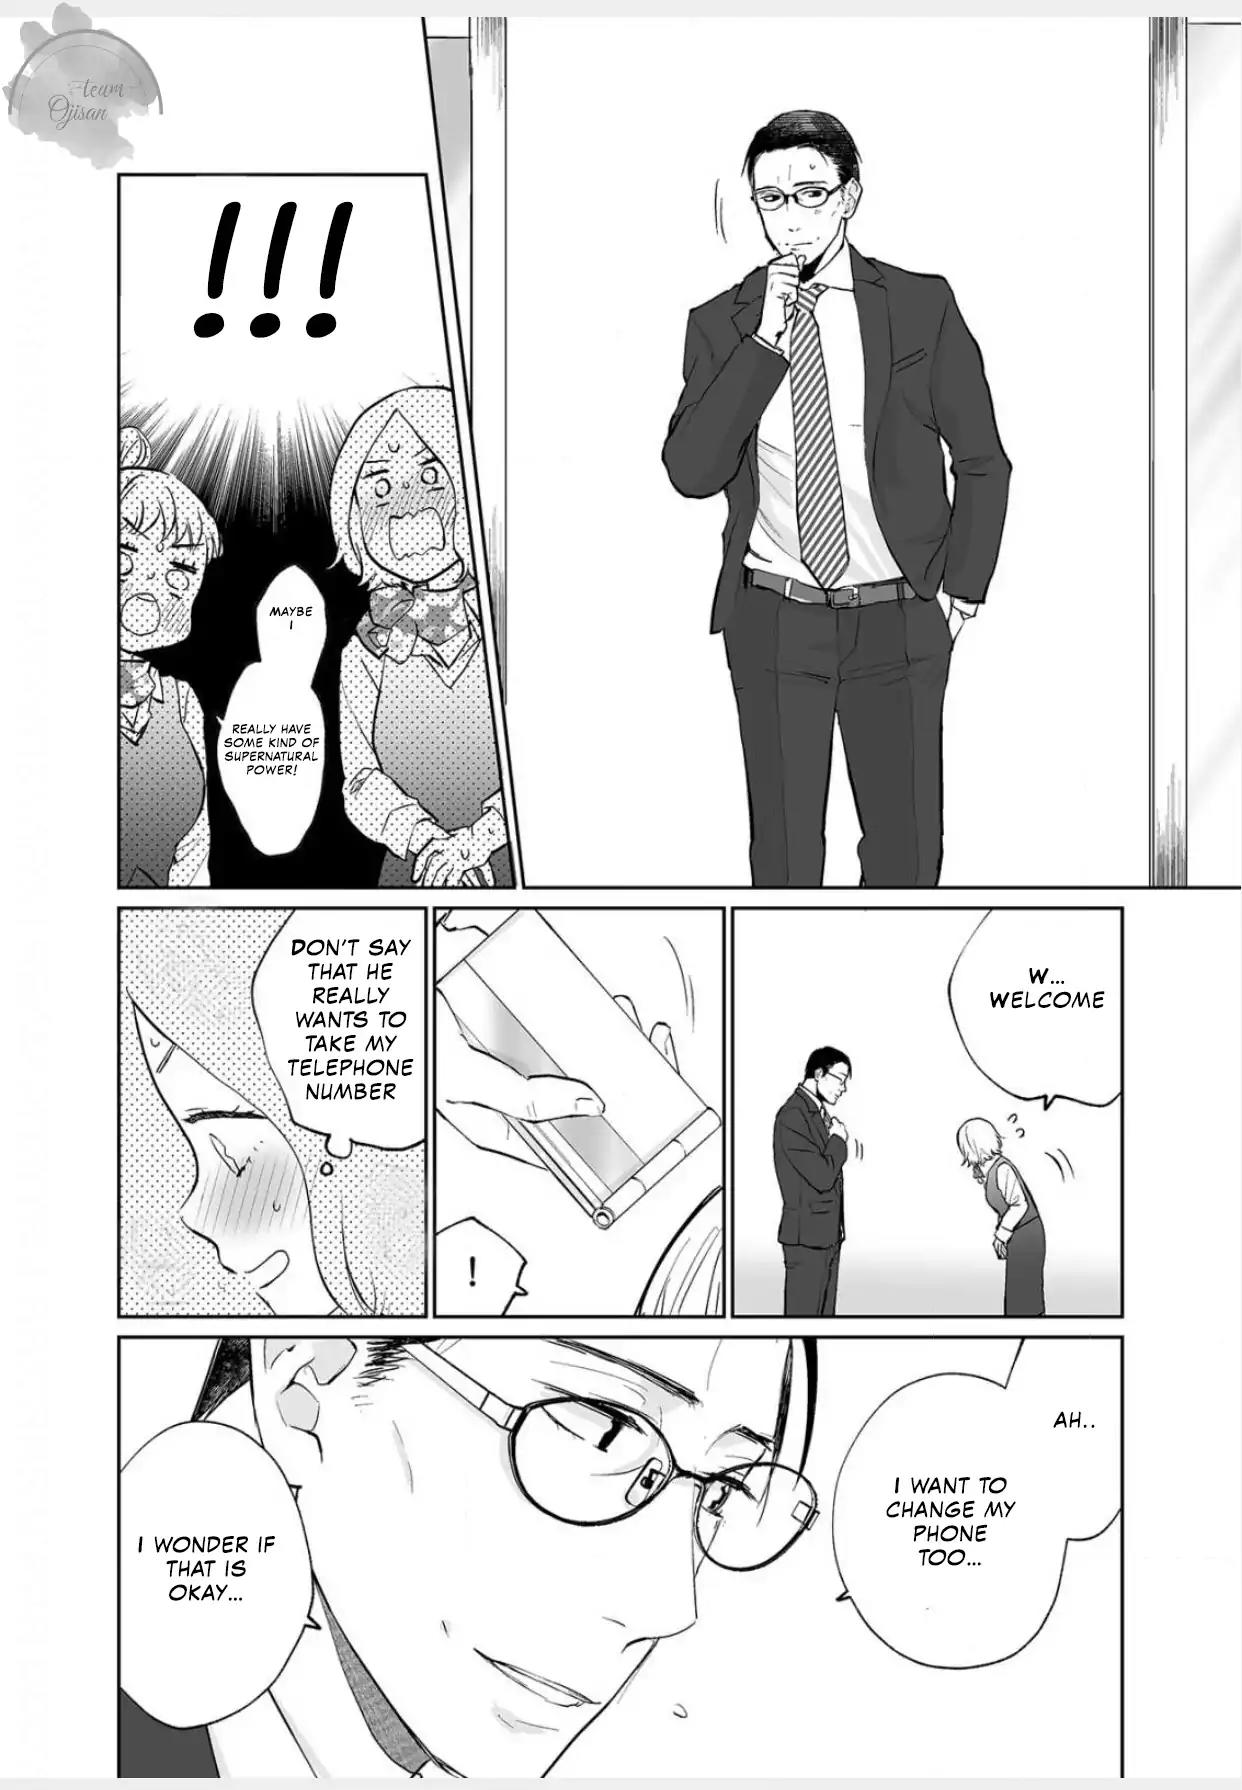 team
Ojisan
!!!
MAYBE
I
REALLY HAVE
SOME KIND OF
SUPERNATURAL
POWER!
W...
WELCOME
!
DON'T SAY
THAT HE
REALLY
WANTS TO
TAKE MY
TELEPHONE
NUMBER
AH..
I WANT TO
CHANGE MY
PHONE
TOO...
I WONDER IF
THAT IS
OKAY...